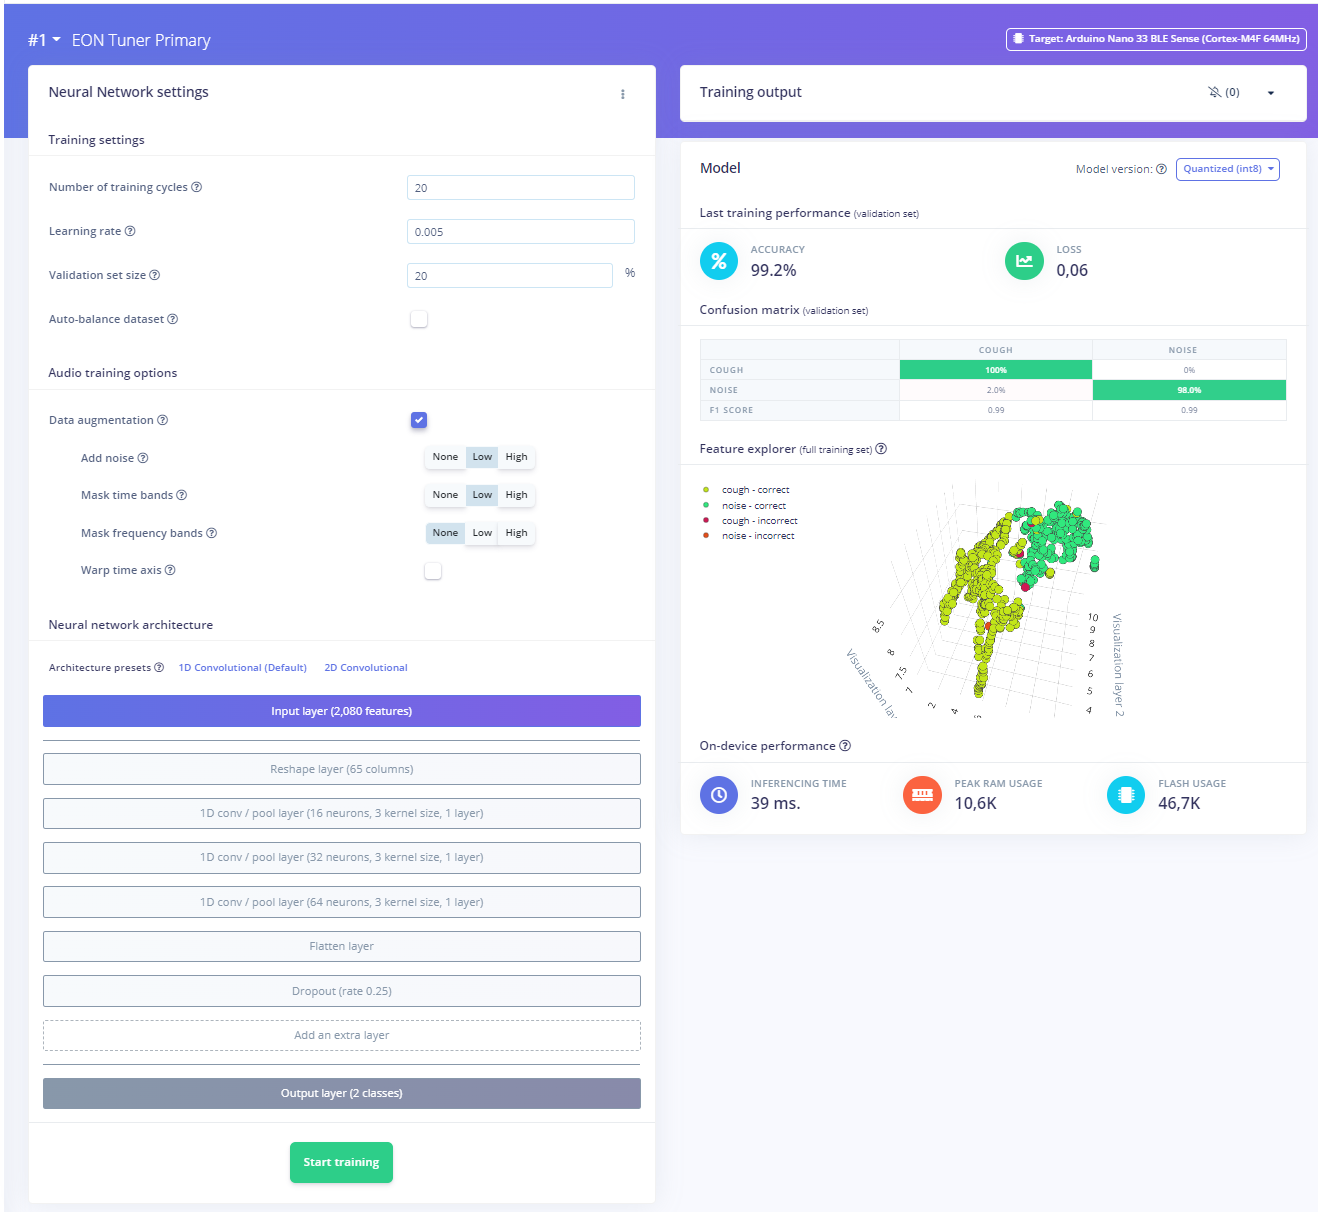 #1 EON Tuner Primary
Target: Arduino Nano 33 BLE Sense (Cortex-M4F 64MHz)
Neural Network settings
Training settings
Number of training cycles
20
Learning rate
0.005
Validation set size
20
%
Auto-balance dataset
Audio training options
Data augmentation
Add noise
None Low High
Mask time bands
None Low High
Mask frequency bands
None Low High
Warp time axis
Neural network architecture
Architecture presets 1D Convolutional (Default) 2D Convolutional
Input layer (2,080 features)
Reshape layer (65 columns)
1D conv / pool layer (16 neurons, 3 kernel size, 1 layer)
1D conv / pool layer (32 neurons, 3 kernel size, 1 layer)
1D conv / pool layer (64 neurons, 3 kernel size, 1 layer)
Flatten layer
Dropout (rate 0.25)
Add an extra layer
Output layer (2 classes)
Start training
Training output
(0)
Model
Model version: Quantized (int8)
Last training performance (validation set)
%
ACCURACY
99.2%
LOSS
0,06
Confusion matrix (validation set)
COUGH NOISE
COUGH 100% 0%
NOISE 2.0% 98.0%
F1 SCORE 0.99 0.99
Feature explorer (full training set)
cough - correct
noise - correct
cough - incorrect
noise - incorrect
8.5
8
7.5
7
Visualization
2
4
10
9
8
7
6
5
4
Visualization layer 2
On-device performance
INFERENCING TIME
39 ms.
PEAK RAM USAGE
10,6K
FLASH USAGE
46,7K